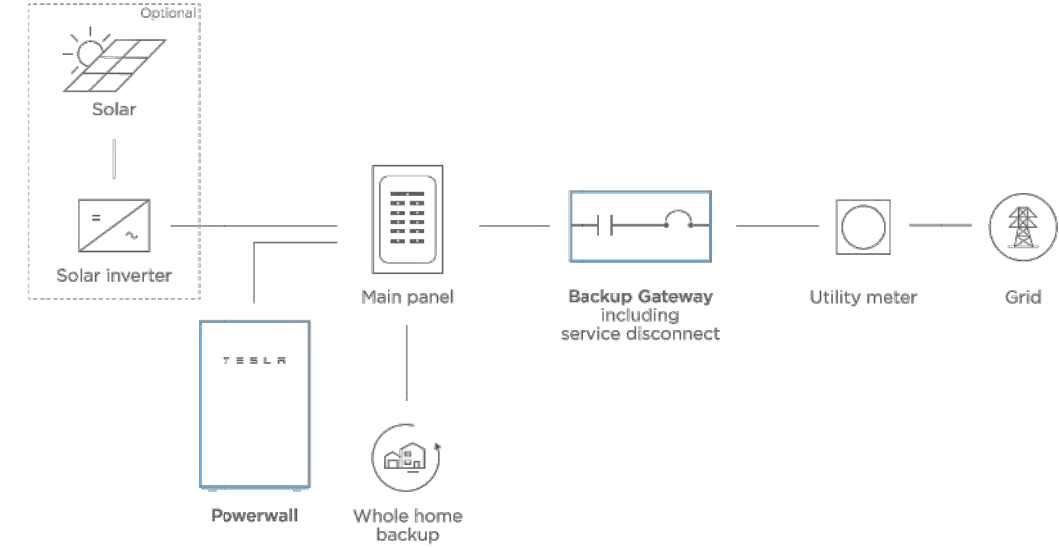 Optional
Solar
Solar inverter
Main panel
Backup Gateway
including
service disconnect
Utility meter
Grid
TESLA
Powerwall
Whole home
backup